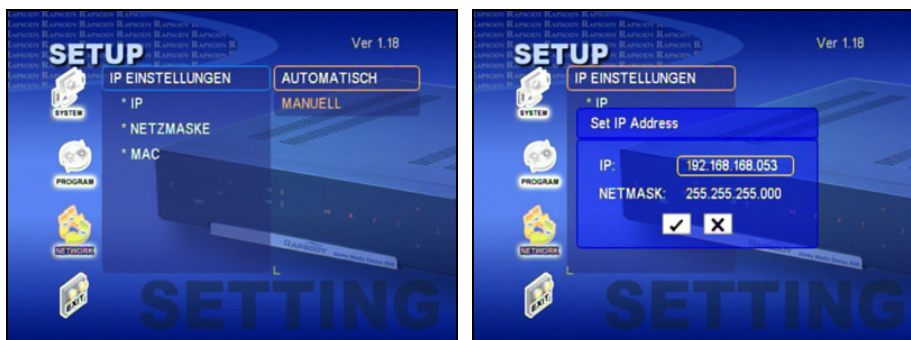 SETUP
Ver 1.18
IP EINSTELLUNGEN
AUTOMATISCH
* IP
MANUELL
* NETZMASKE
* MAC
SYSTEM
PROGRAM
NETWORK
EXIT
RAPSODY
SETTING
SETUP
Ver 1.18
IP EINSTELLUNGEN
* IP
Set IP Address
IP: 192.168.168.053
NETMASK: 255.255.255.000
SYSTEM
PROGRAM
NETWORK
EXIT
RAPSODY
SETTING